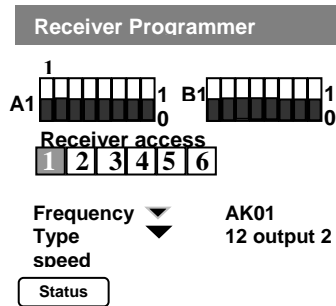 Receiver Programmer
1
A1 1 B1 1
0 0
Receiver access
1 2 3 4 5 6
Frequency AK01
Type 12 output 2
speed
Status